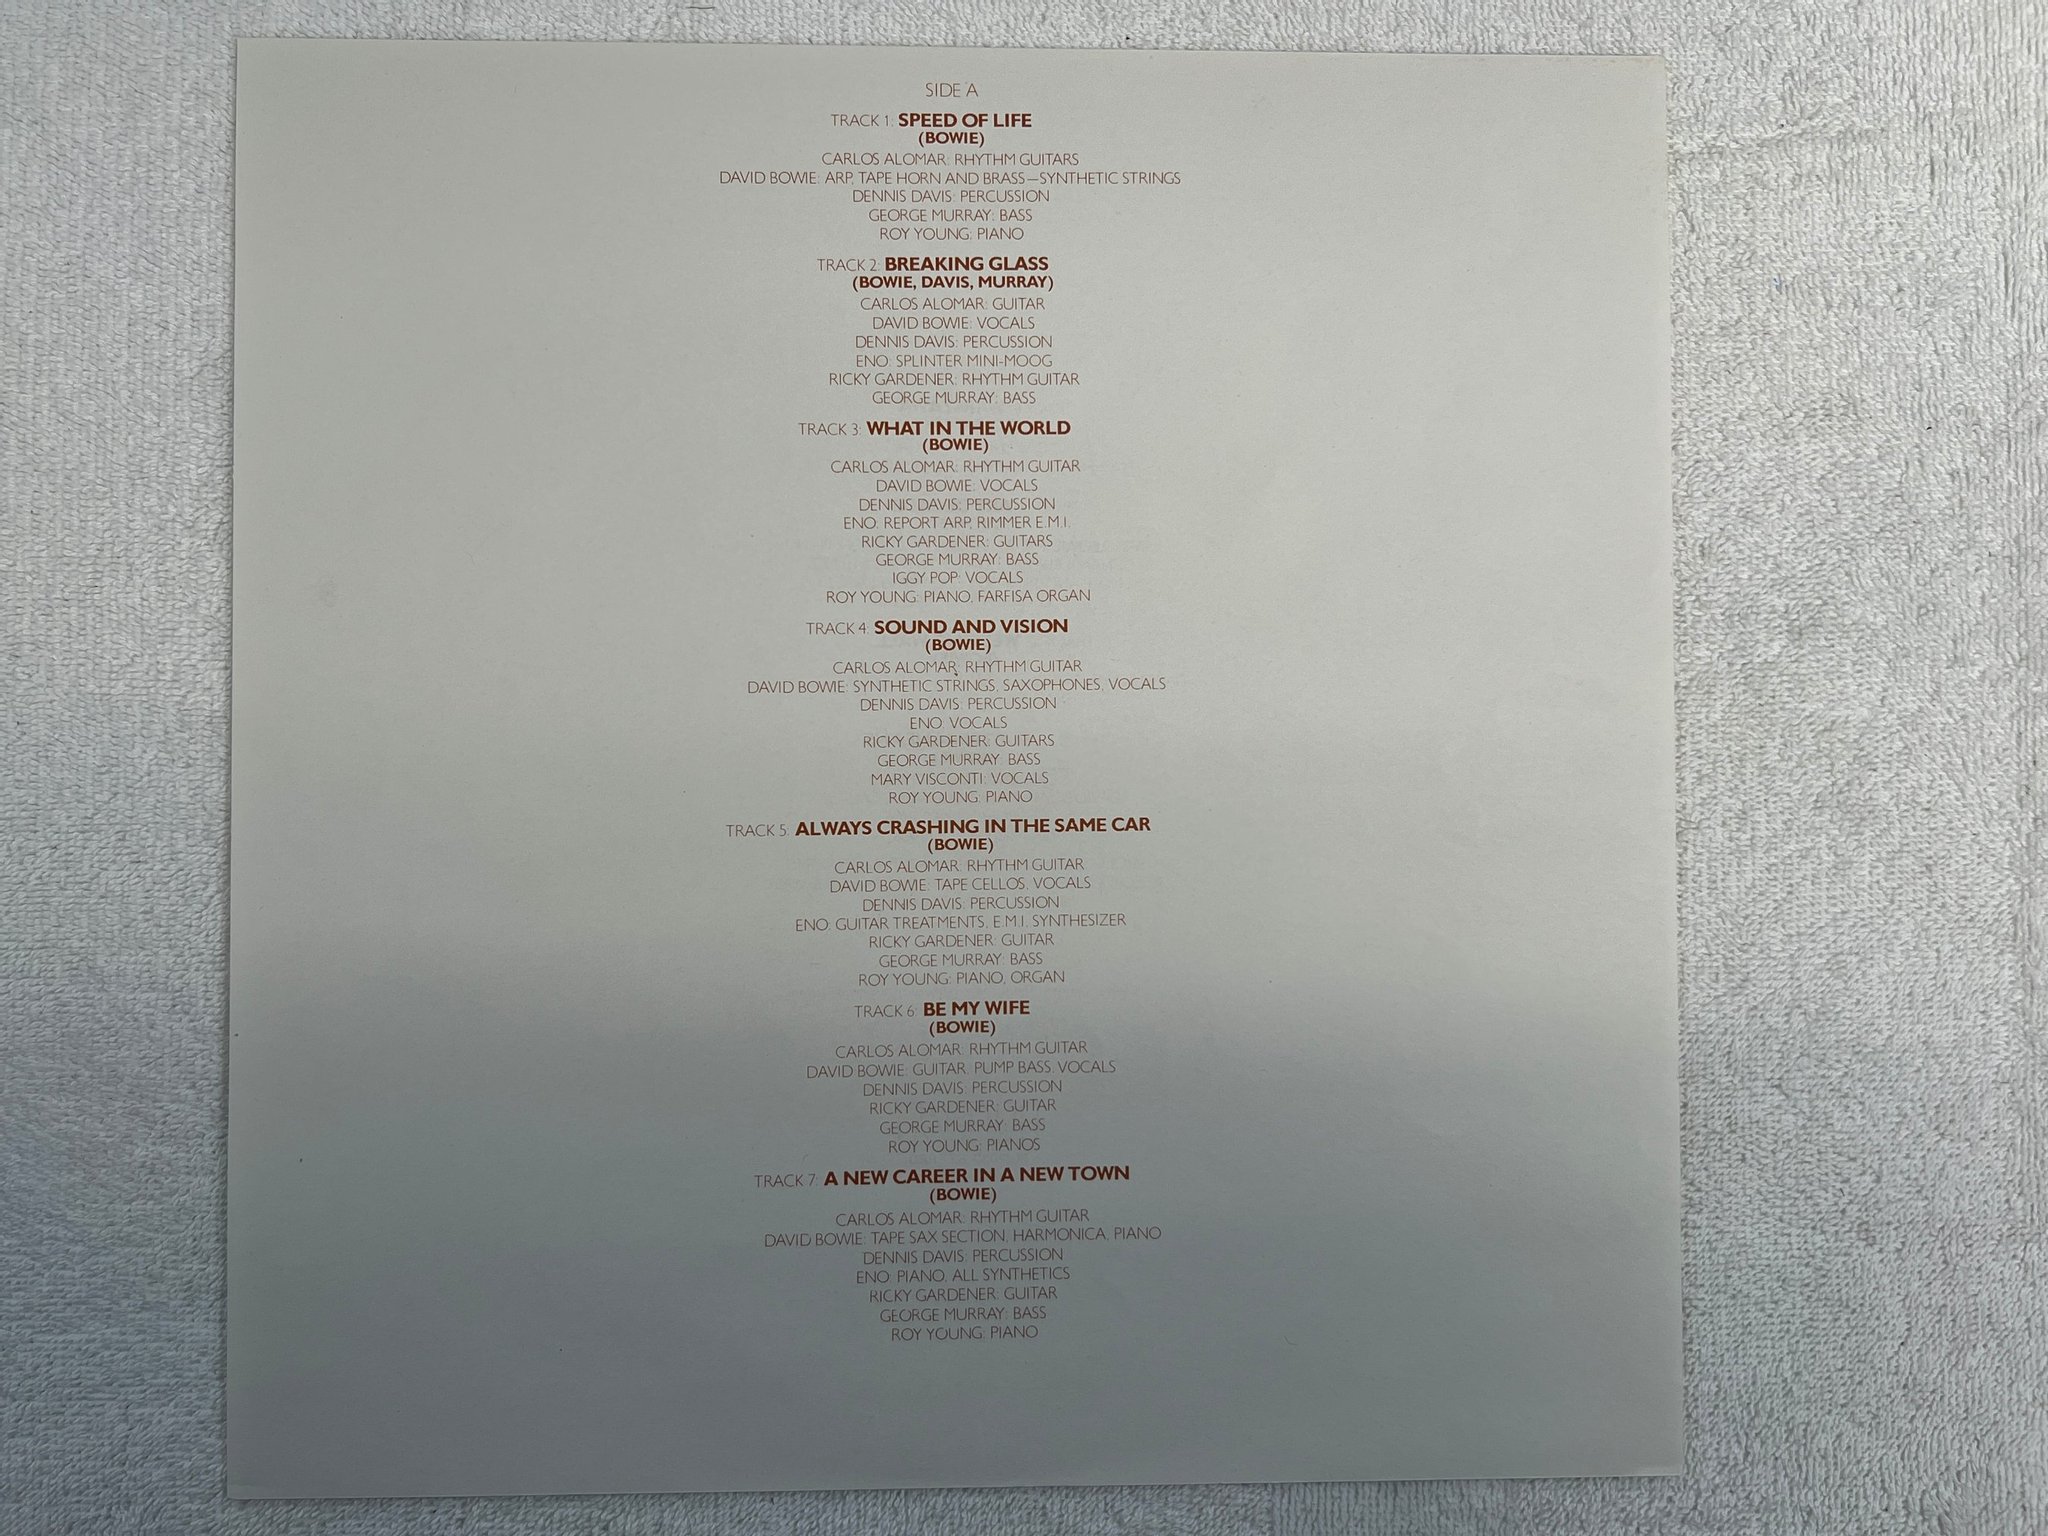 SIDE A
TRACK 1: SPEED OF LIFE
(BOWIE)
CARLOS ALOMAR: RHYTHM GUITARS
DAVID BOWIE: ARP, TAPE HORN AND BRASS—SYNTHETIC STRINGS
DENNIS DAVIS: PERCUSSION
GEORGE MURRAY: BASS
ROY YOUNG: PIANO
TRACK 2: BREAKING GLASS
(BOWIE, DAVIS, MURRAY)
CARLOS ALOMAR: GUITAR
DAVID BOWIE: VOCALS
DENNIS DAVIS: PERCUSSION
ENO: SPLINTER MINI-MOOG
RICKY GARDENER: RHYTHM GUITAR
GEORGE MURRAY: BASS
TRACK 3: WHAT IN THE WORLD
(BOWIE)
CARLOS ALOMAR: RHYTHM GUITAR
DAVID BOWIE: VOCALS
DENNIS DAVIS: PERCUSSION
ENO: REPORT ARP, RIMMER E.M.I.
RICKY GARDENER: GUITARS
GEORGE MURRAY: BASS
IGGY POP: VOCALS
ROY YOUNG: PIANO, FARFISA ORGAN
TRACK 4: SOUND AND VISION
(BOWIE)
CARLOS ALOMAR: RHYTHM GUITAR
DAVID BOWIE: SYNTHETIC STRINGS, SAXOPHONES, VOCALS
DENNIS DAVIS: PERCUSSION
ENO: VOCALS
RICKY GARDENER: GUITARS
GEORGE MURRAY: BASS
MARY VISCONTI: VOCALS
ROY YOUNG: PIANO
TRACK 5: ALWAYS CRASHING IN THE SAME CAR
(BOWIE)
CARLOS ALOMAR: RHYTHM GUITAR
DAVID BOWIE: TAPE CELLOS, VOCALS
DENNIS DAVIS: PERCUSSION
ENO: GUITAR TREATMENTS, E.M.I. SYNTHESIZER
RICKY GARDENER: GUITAR
GEORGE MURRAY: BASS
ROY YOUNG: PIANO, ORGAN
TRACK 6: BE MY WIFE
(BOWIE)
CARLOS ALOMAR: RHYTHM GUITAR
DAVID BOWIE: GUITAR, PUMP BASS, VOCALS
DENNIS DAVIS: PERCUSSION
RICKY GARDENER: GUITAR
GEORGE MURRAY: BASS
ROY YOUNG: PIANOS
TRACK 7: A NEW CAREER IN A NEW TOWN
(BOWIE)
CARLOS ALOMAR: RHYTHM GUITAR
DAVID BOWIE: TAPE SAX SECTION, HARMONICA, PIANO
DENNIS DAVIS: PERCUSSION
ENO: PIANO, ALL SYNTHETICS
RICKY GARDENER: GUITAR
GEORGE MURRAY: BASS
ROY YOUNG: PIANO